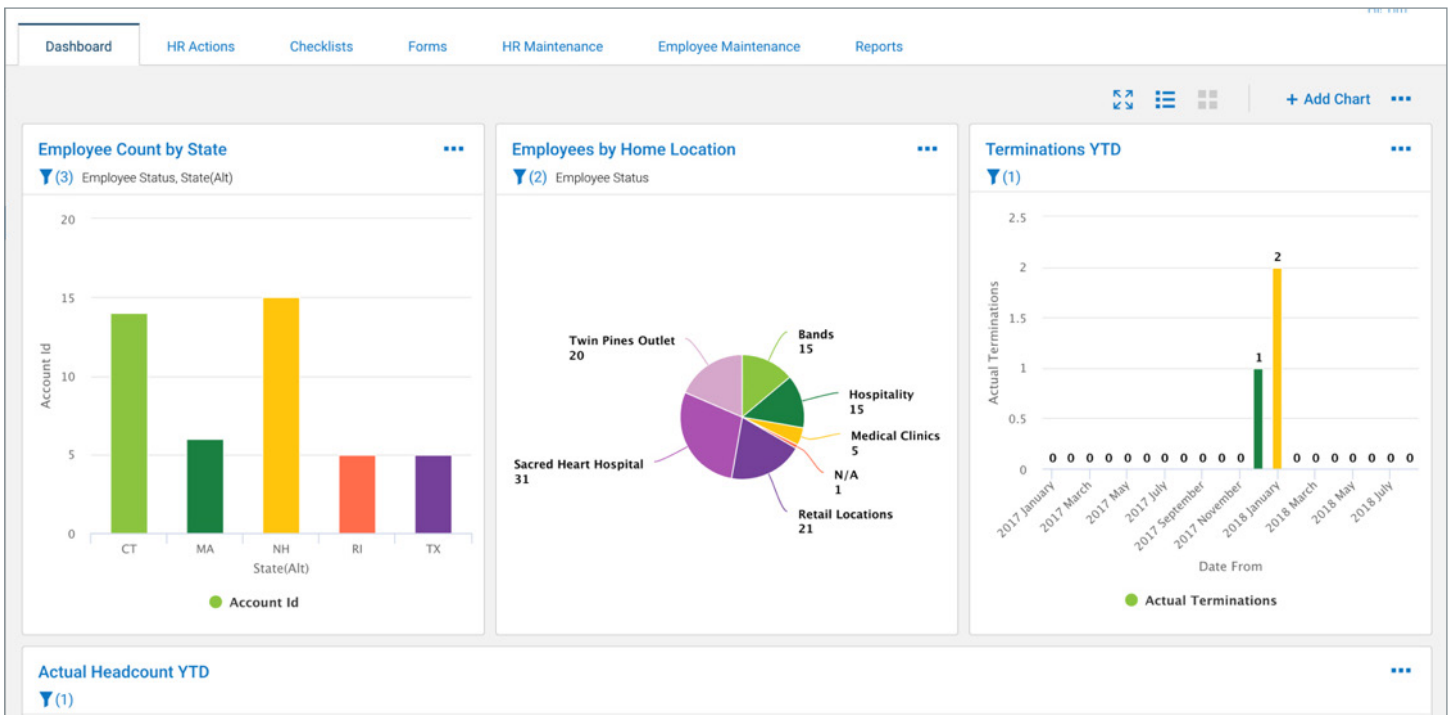 Dashboard HR Actions Checklists Forms HR Maintenance Employee Maintenance Reports
+ Add Chart
Employee Count by State
(3) Employee Status, State(Alt)
20
15
10
5
0
Account Id
CT MA NH RI TX
State(Alt)
Account Id
Employees by Home Location
(2) Employee Status
Twin Pines Outlet
20
Bands
15
Hospitality
15
Medical Clinics
5
Sacred Heart Hospital
31
N/A
1
Retail Locations
21
Terminations YTD
(1)
2.5
2
1.5
1
0.5
0
Actual Terminations
0 0 0 0 0 0 0 0 0 0 0 1 2 0 0 0 0 0 0 0
2017 January 2017 March 2017 May 2017 July 2017 September 2017 November 2018 January 2018 March 2018 May 2018 July
Date From
Actual Terminations
Actual Headcount YTD
(1)